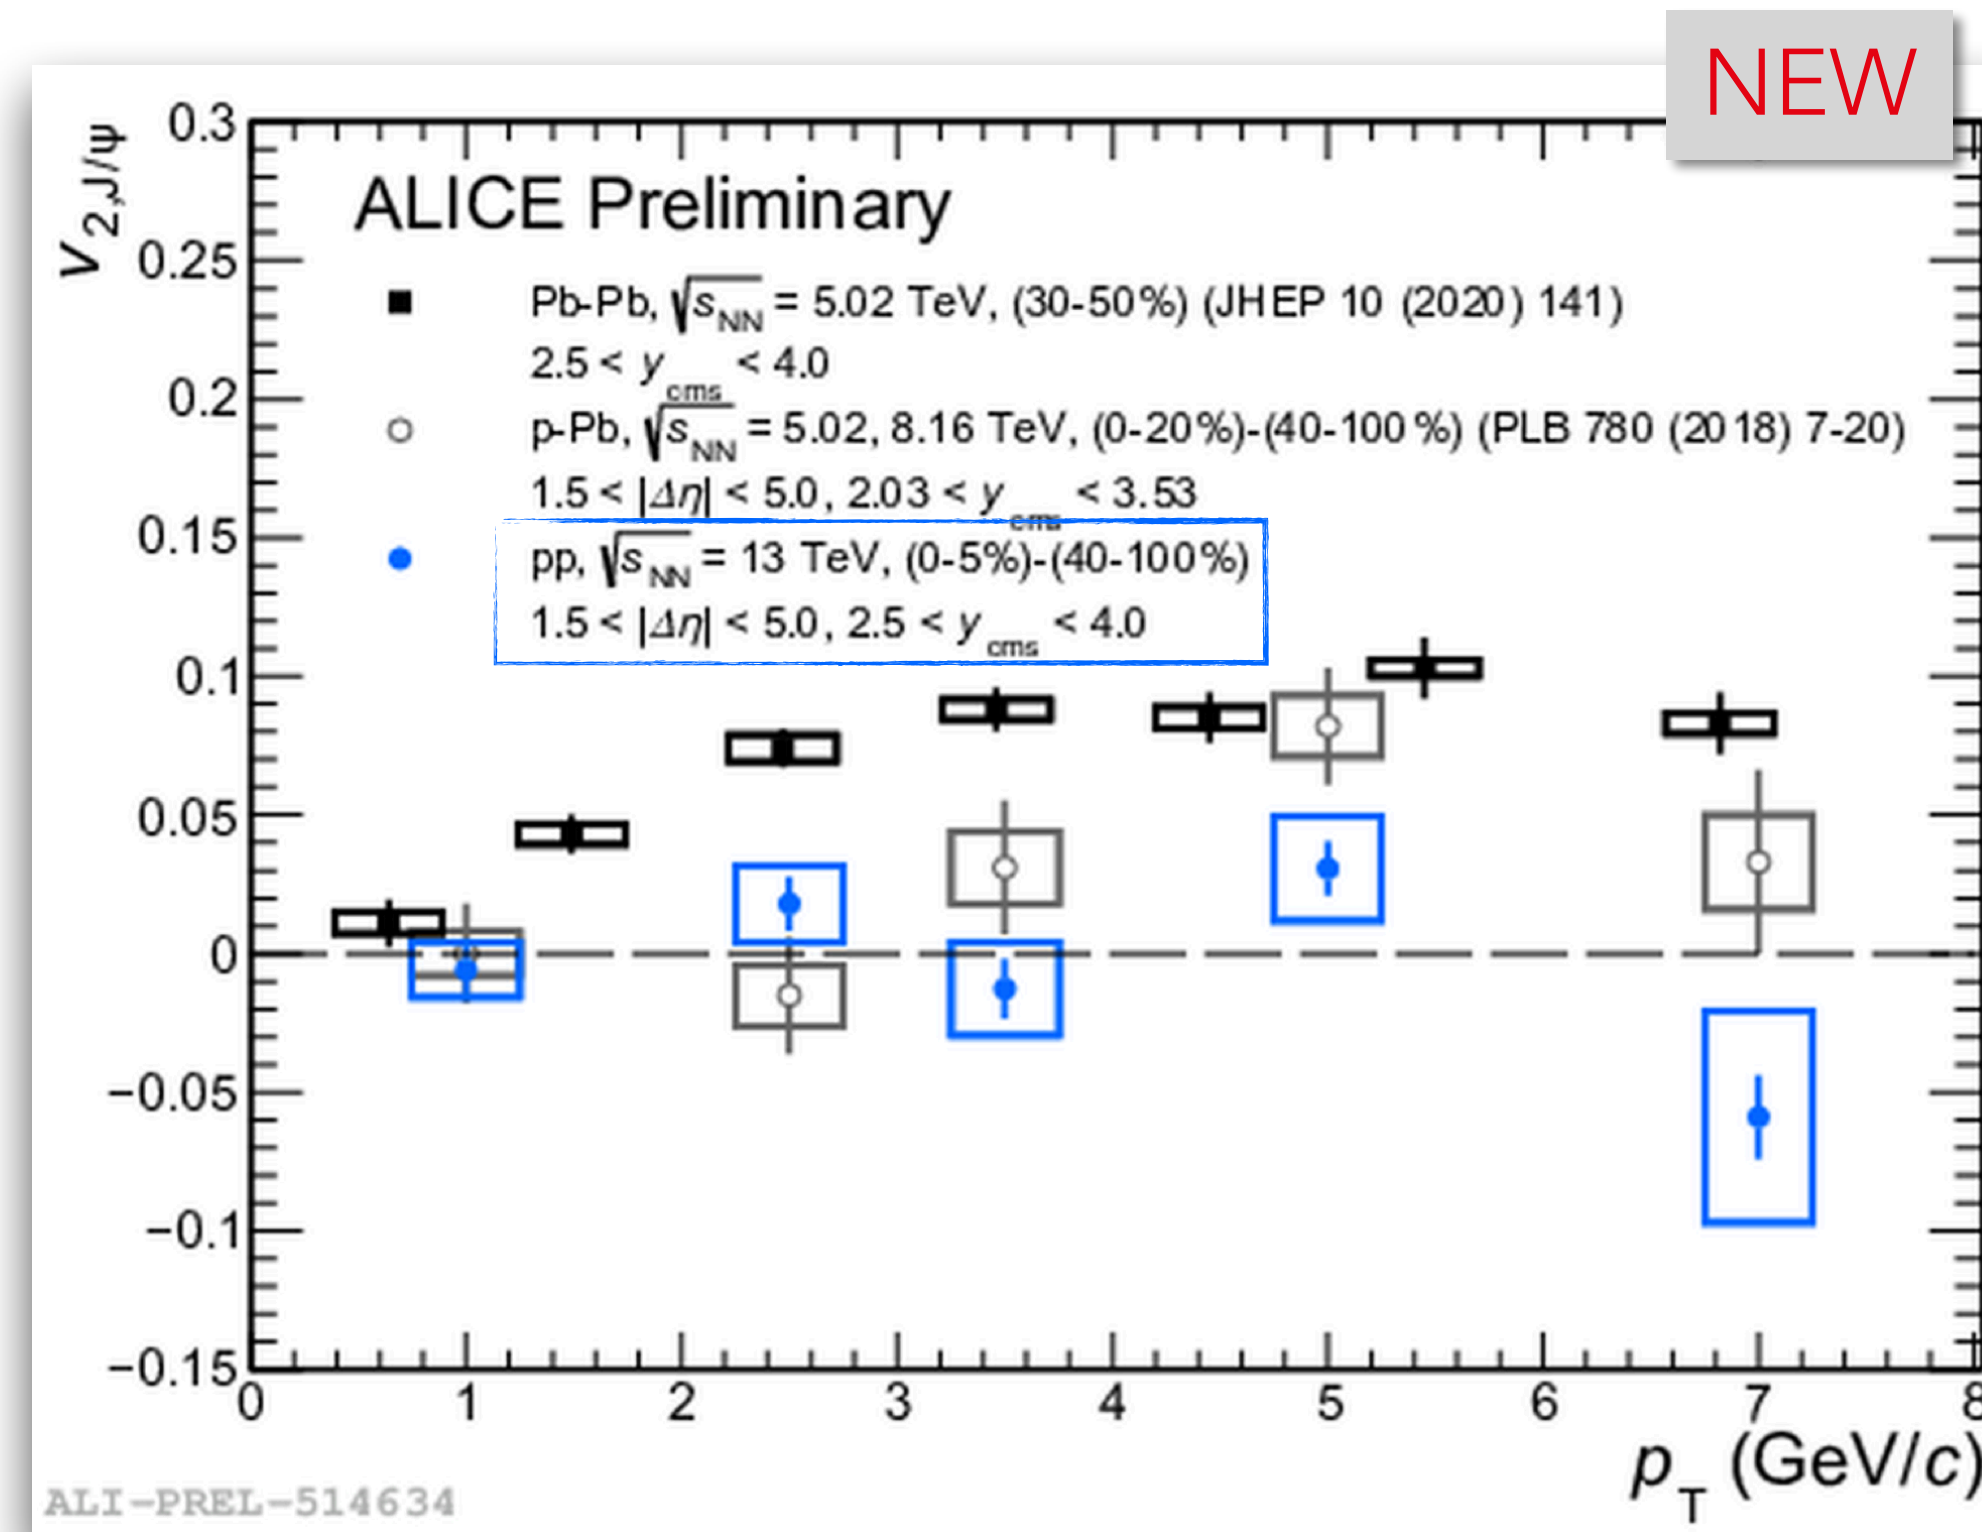 NEW
v2,J/ψ
0.3
0.25
0.2
0.15
0.1
0.05
0
−0.05
−0.1
−0.15
ALICE Preliminary
Pb-Pb, √sNN = 5.02 TeV, (30-50%) (JHEP 10 (2020) 141)
2.5 < ycms < 4.0
p-Pb, √sNN = 5.02, 8.16 TeV, (0-20%)-(40-100%) (PLB 780 (2018) 7-20)
1.5 < |Δη| < 5.0, 2.03 < ycms < 3.53
pp, √sNN = 13 TeV, (0-5%)-(40-100%)
1.5 < |Δη| < 5.0, 2.5 < ycms < 4.0
0 1 2 3 4 5 6 7 8
pT (GeV/c)
ALI-PREL-514634